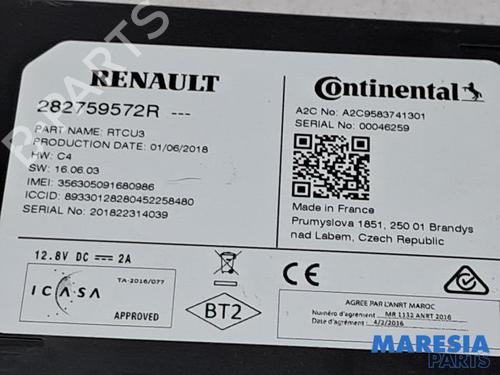 RENAULT
282759572R ---
PART NAME: RTCU3
PRODUCTION DATE: 01/06/2018
HW: C4
SW: 16.06.03
IMEI: 356305091680986
ICCID: 89330128280452258480
SERIAL No: 201822314039
12.8V DC 2A
Continental
A2C No: A2C9583741301
SERIAL No: 00046259
Made in France
Prumyslova 1851, 250 01 Brandys
nad Labem, Czech Republic
TA-2016/077
ICASA
APPROVED
BT2
CE
AGREE PAR L'ANRT MAROC
Numéro d'agrément : MR 1132 ANRT 2016
Date d'agrément : 4/2/2016
B-PARTS
MARESIA
PARTS